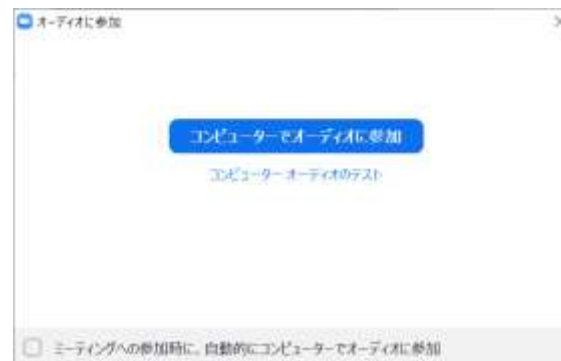 オーディオに参加
コンピューターでオーディオに参加
コンピューター オーディオのテスト
ミーティングへの参加時に、自動的にコンピューターでオーディオに参加